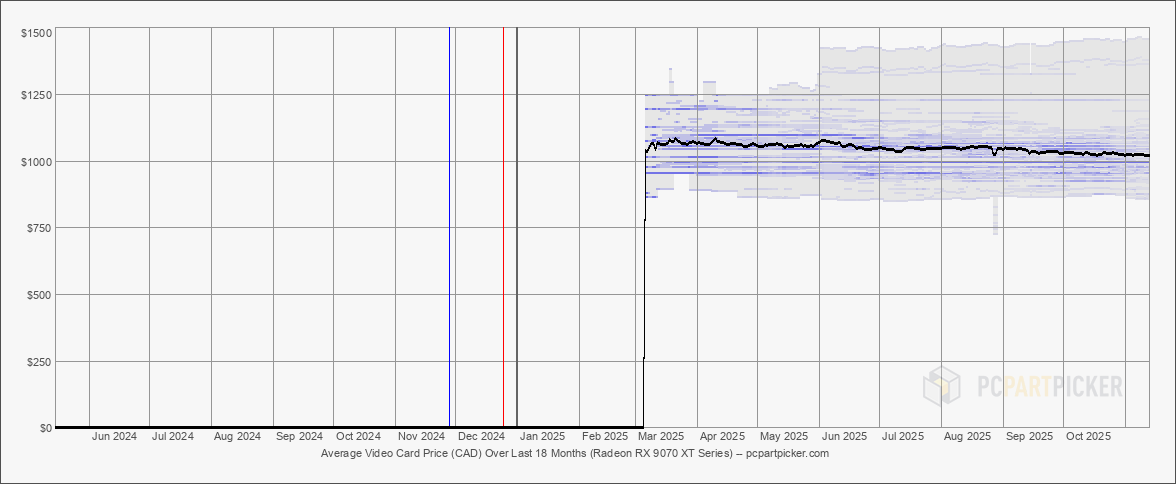 $1500
$1250
$1000
$750
$500
$250
$0
PCPARTPICKER
Jun 2024 Jul 2024 Aug 2024 Sep 2024 Oct 2024 Nov 2024 Dec 2024 Jan 2025 Feb 2025 Mar 2025 Apr 2025 May 2025 Jun 2025 Jul 2025 Aug 2025 Sep 2025 Oct 2025
Average Video Card Price (CAD) Over Last 18 Months (Radeon RX 9070 XT Series) -- pcpartpicker.com